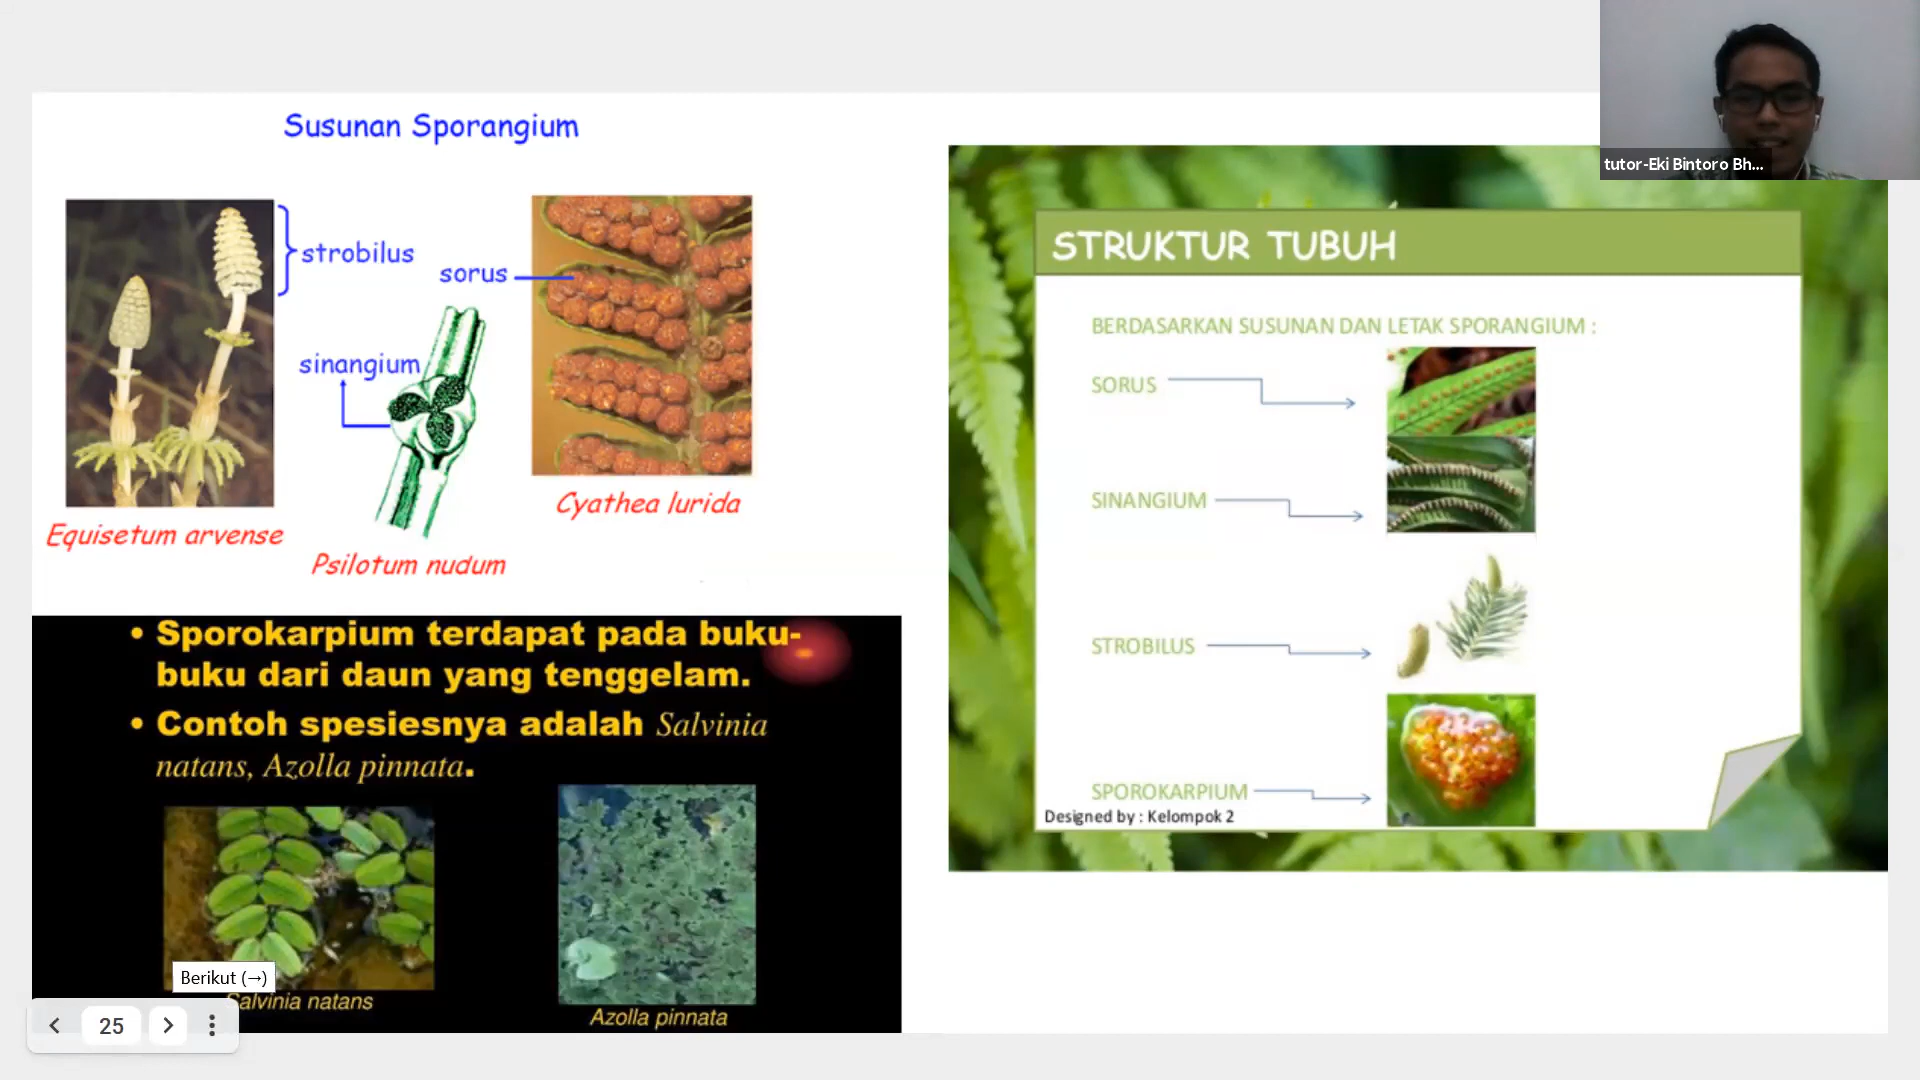 Susunan Sporangium
strobilus
sorus
sinangium
Equisetum arvense
Psilotum nudum
Cyathea lurida
• Sporokarpium terdapat pada buku-
buku dari daun yang tenggelam.
• Contoh spesiesnya adalah Salvinia
natans, Azolla pinnata.
Salvinia natans
Azolla pinnata
Berikut (→)
25
STRUKTUR TUBUH
BERDASARKAN SUSUNAN DAN LETAK SPORANGIUM :
SORUS
SINANGIUM
STROBILUS
SPOROKARPIUM
Designed by : Kelompok 2
tutor-Eki Bintoro Bh...